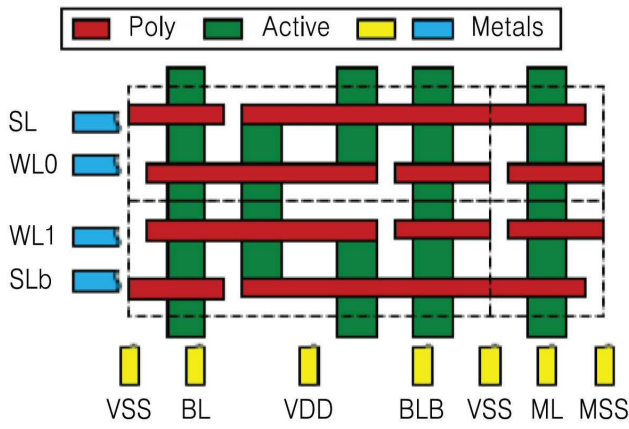 Poly Active Metals
SL
WL0
WL1
SLb
VSS BL VDD BLB VSS ML MSS